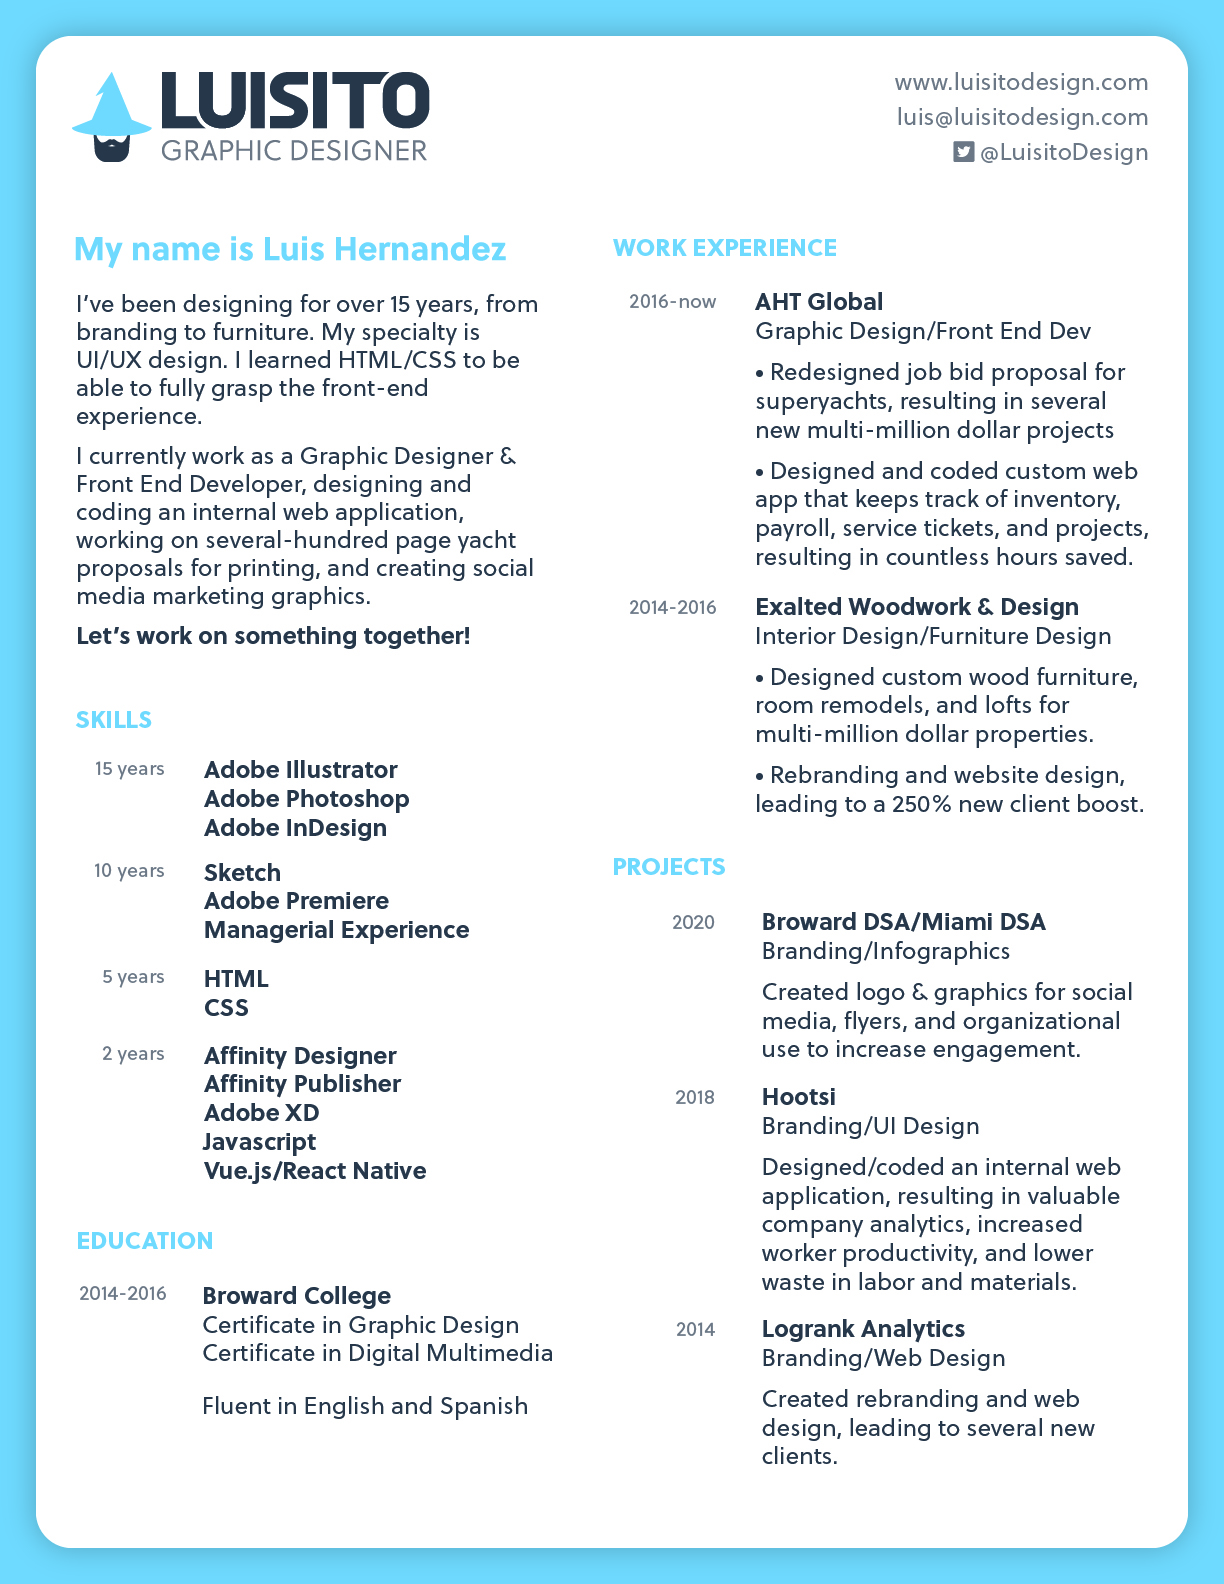 LUISITO
GRAPHIC DESIGNER
www.luisitodesign.com
luis@luisitodesign.com
@LuisitoDesign
My name is Luis Hernandez
I've been designing for over 15 years, from
branding to furniture. My specialty is
UI/UX design. I learned HTML/CSS to be
able to fully grasp the front-end
experience.
I currently work as a Graphic Designer &
Front End Developer, designing and
coding an internal web application,
working on several-hundred page yacht
proposals for printing, and creating social
media marketing graphics.
Let's work on something together!
SKILLS
15 years
Adobe Illustrator
Adobe Photoshop
Adobe InDesign
10 years
Sketch
Adobe Premiere
Managerial Experience
5 years
HTML
CSS
2 years
Affinity Designer
Affinity Publisher
Adobe XD
Javascript
Vue.js/React Native
EDUCATION
2014-2016
Broward College
Certificate in Graphic Design
Certificate in Digital Multimedia
Fluent in English and Spanish
WORK EXPERIENCE
2016-now
AHT Global
Graphic Design/Front End Dev
• Redesigned job bid proposal for
superyachts, resulting in several
new multi-million dollar projects
• Designed and coded custom web
app that keeps track of inventory,
payroll, service tickets, and projects,
resulting in countless hours saved.
2014-2016
Exalted Woodwork & Design
Interior Design/Furniture Design
• Designed custom wood furniture,
room remodels, and lofts for
multi-million dollar properties.
• Rebranding and website design,
leading to a 250% new client boost.
PROJECTS
2020
Broward DSA/Miami DSA
Branding/Infographics
Created logo & graphics for social
media, flyers, and organizational
use to increase engagement.
2018
Hootsi
Branding/UI Design
Designed/coded an internal web
application, resulting in valuable
company analytics, increased
worker productivity, and lower
waste in labor and materials.
2014
Logrank Analytics
Branding/Web Design
Created rebranding and web
design, leading to several new
clients.